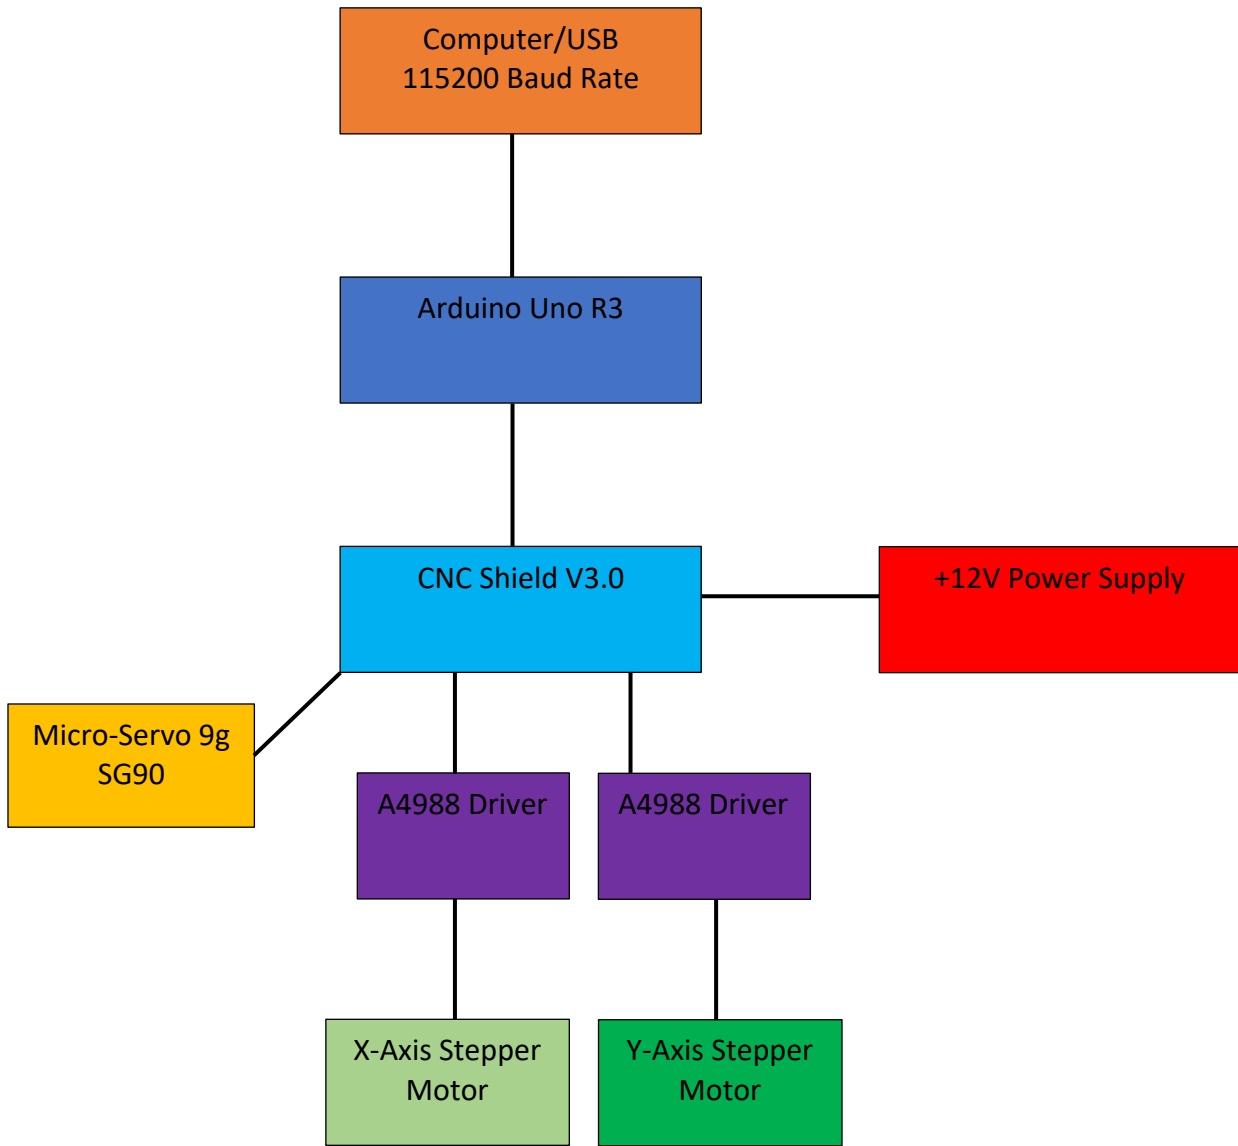 Computer/USB
115200 Baud Rate
Arduino Uno R3
CNC Shield V3.0
+12V Power Supply
Micro-Servo 9g
SG90
A4988 Driver
A4988 Driver
X-Axis Stepper
Motor
Y-Axis Stepper
Motor